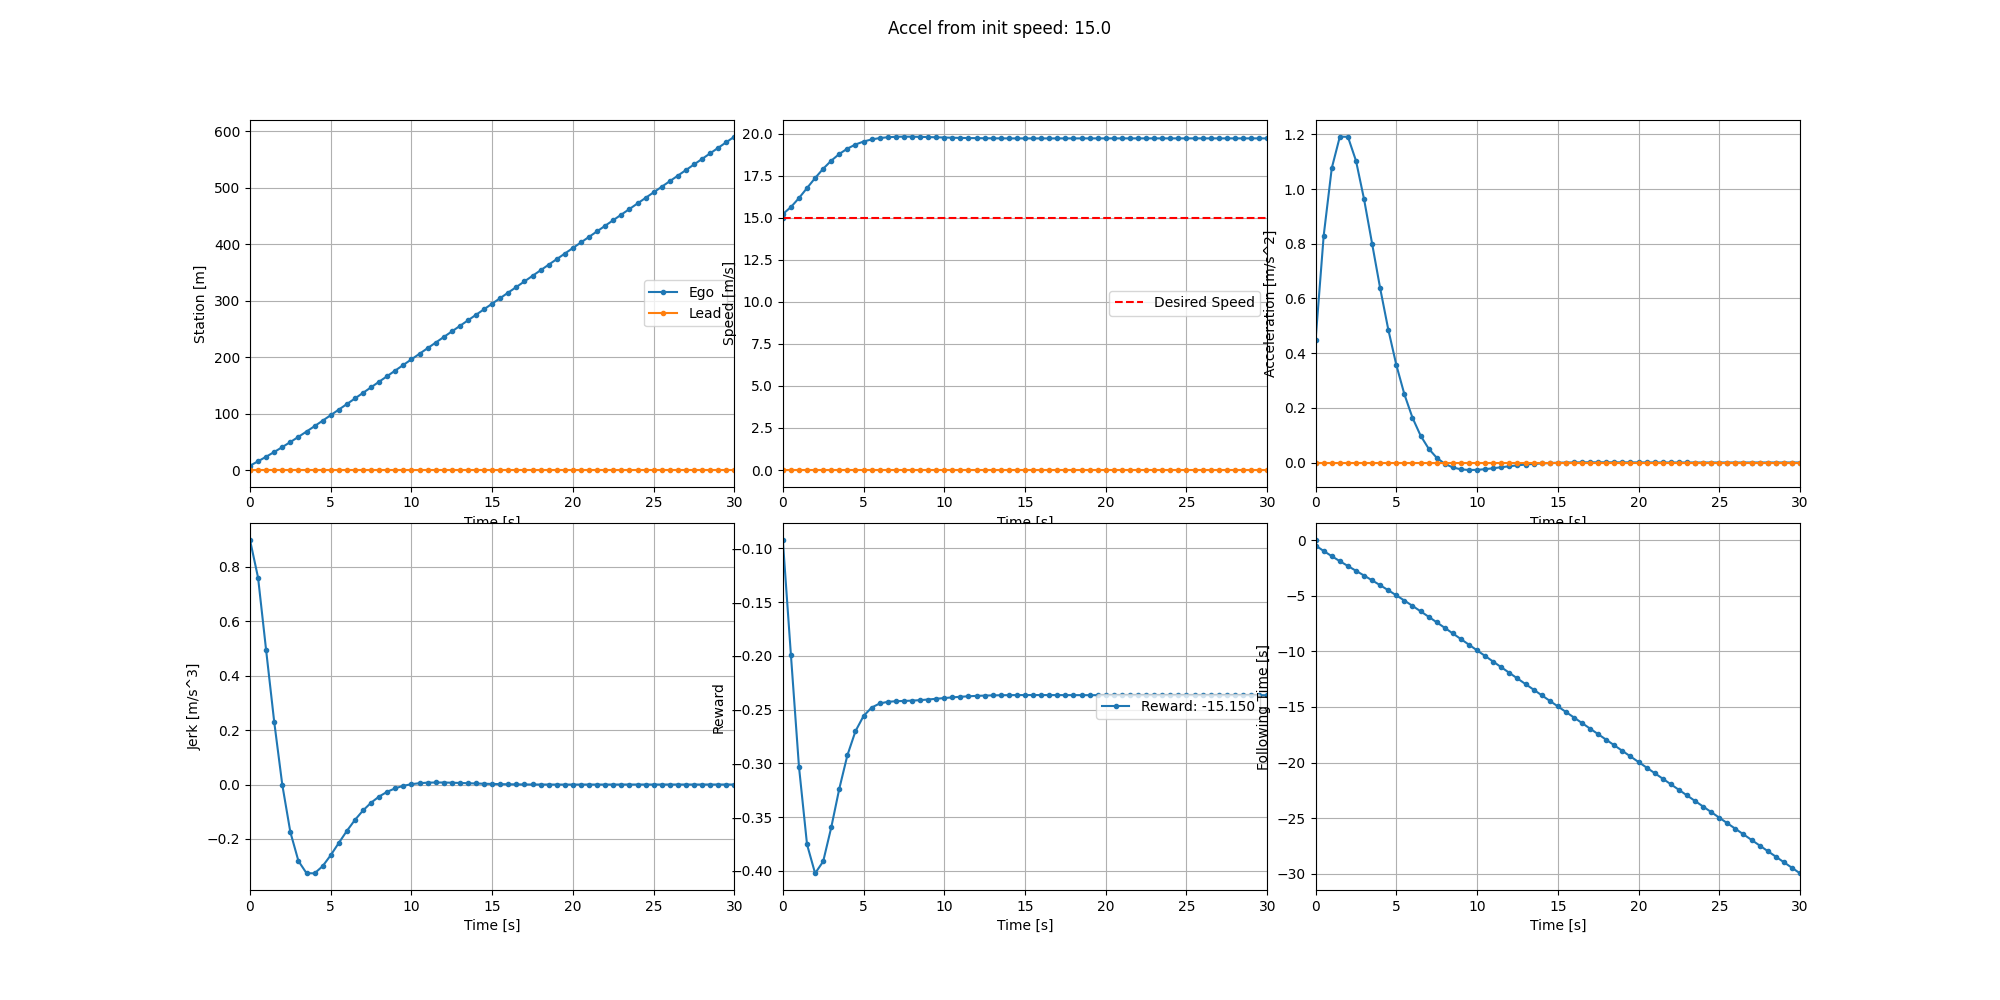 Accel from init speed: 15.0
600
500
400
300
200
100
0
Station [m]
Ego
Lead
0 5 10 15 20 25 30
Time [s]
20.0
17.5
15.0
12.5
10.0
7.5
5.0
2.5
0.0
Speed [m/s]
Desired Speed
0 5 10 15 20 25 30
Time [s]
1.2
1.0
0.8
0.6
0.4
0.2
0.0
Acceleration [m/s^2]
0 5 10 15 20 25 30
Time [s]
0.8
0.6
0.4
0.2
0.0
−0.2
Jerk [m/s^3]
0 5 10 15 20 25 30
Time [s]
−0.10
−0.15
−0.20
−0.25
−0.30
−0.35
−0.40
Reward
Reward: -15.150
0 5 10 15 20 25 30
Time [s]
0
−5
−10
−15
−20
−25
−30
Following Time [s]
0 5 10 15 20 25 30
Time [s]